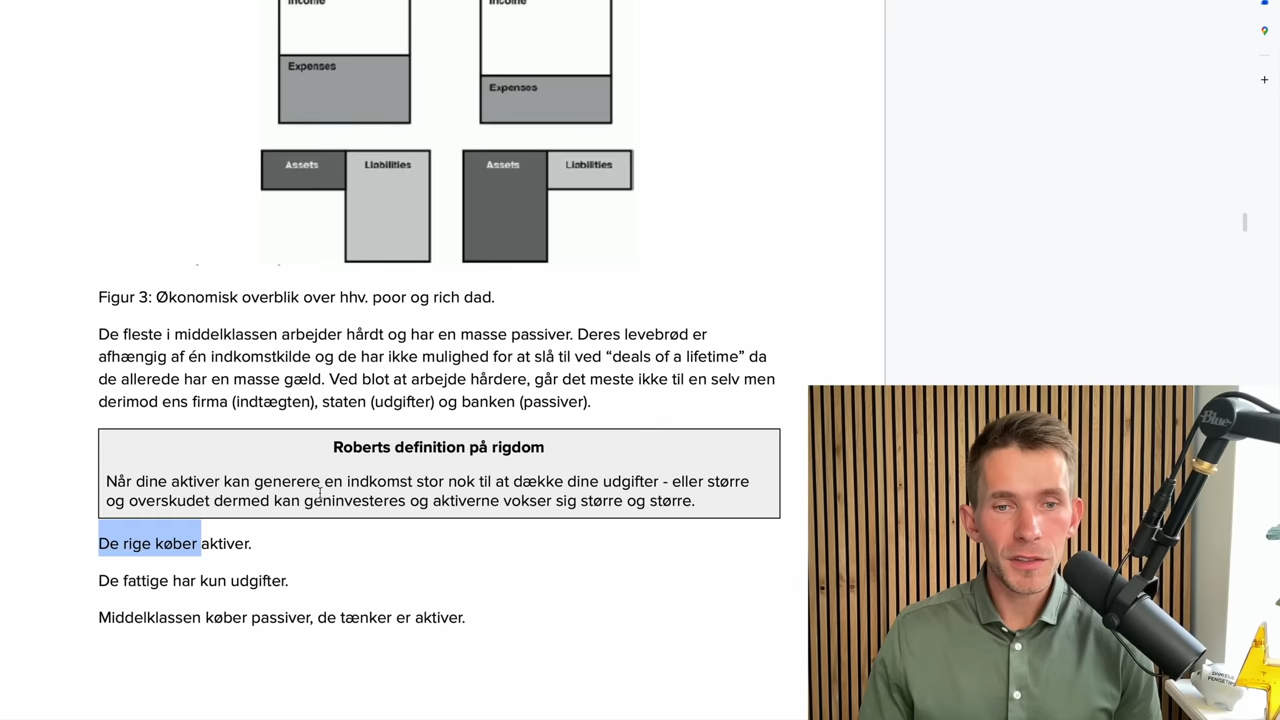 Income
Income
Expenses
Expenses
Assets
Liabilities
Assets
Liabilities
Figur 3: Økonomisk overblik over hhv. poor og rich dad.
De fleste i middelklassen arbejder hårdt og har en masse passiver. Deres levebrød er
afhængig af én indkomstkilde og de har ikke mulighed for at slå til ved “deals of a lifetime” da
de allerede har en masse gæld. Ved blot at arbejde hårdere, går det meste ikke til en selv men
derimod ens firma (indtægten), staten (udgifter) og banken (passiver).
Roberts definition på rigdom
Når dine aktiver kan generere en indkomst stor nok til at dække dine udgifter - eller større
og overskudet dermed kan geninvesteres og aktiverne vokser sig større og større.
De rige køber aktiver.
De fattige har kun udgifter.
Middelklassen køber passiver, de tænker er aktiver.
Blue
DANIELS
PENGETIPS